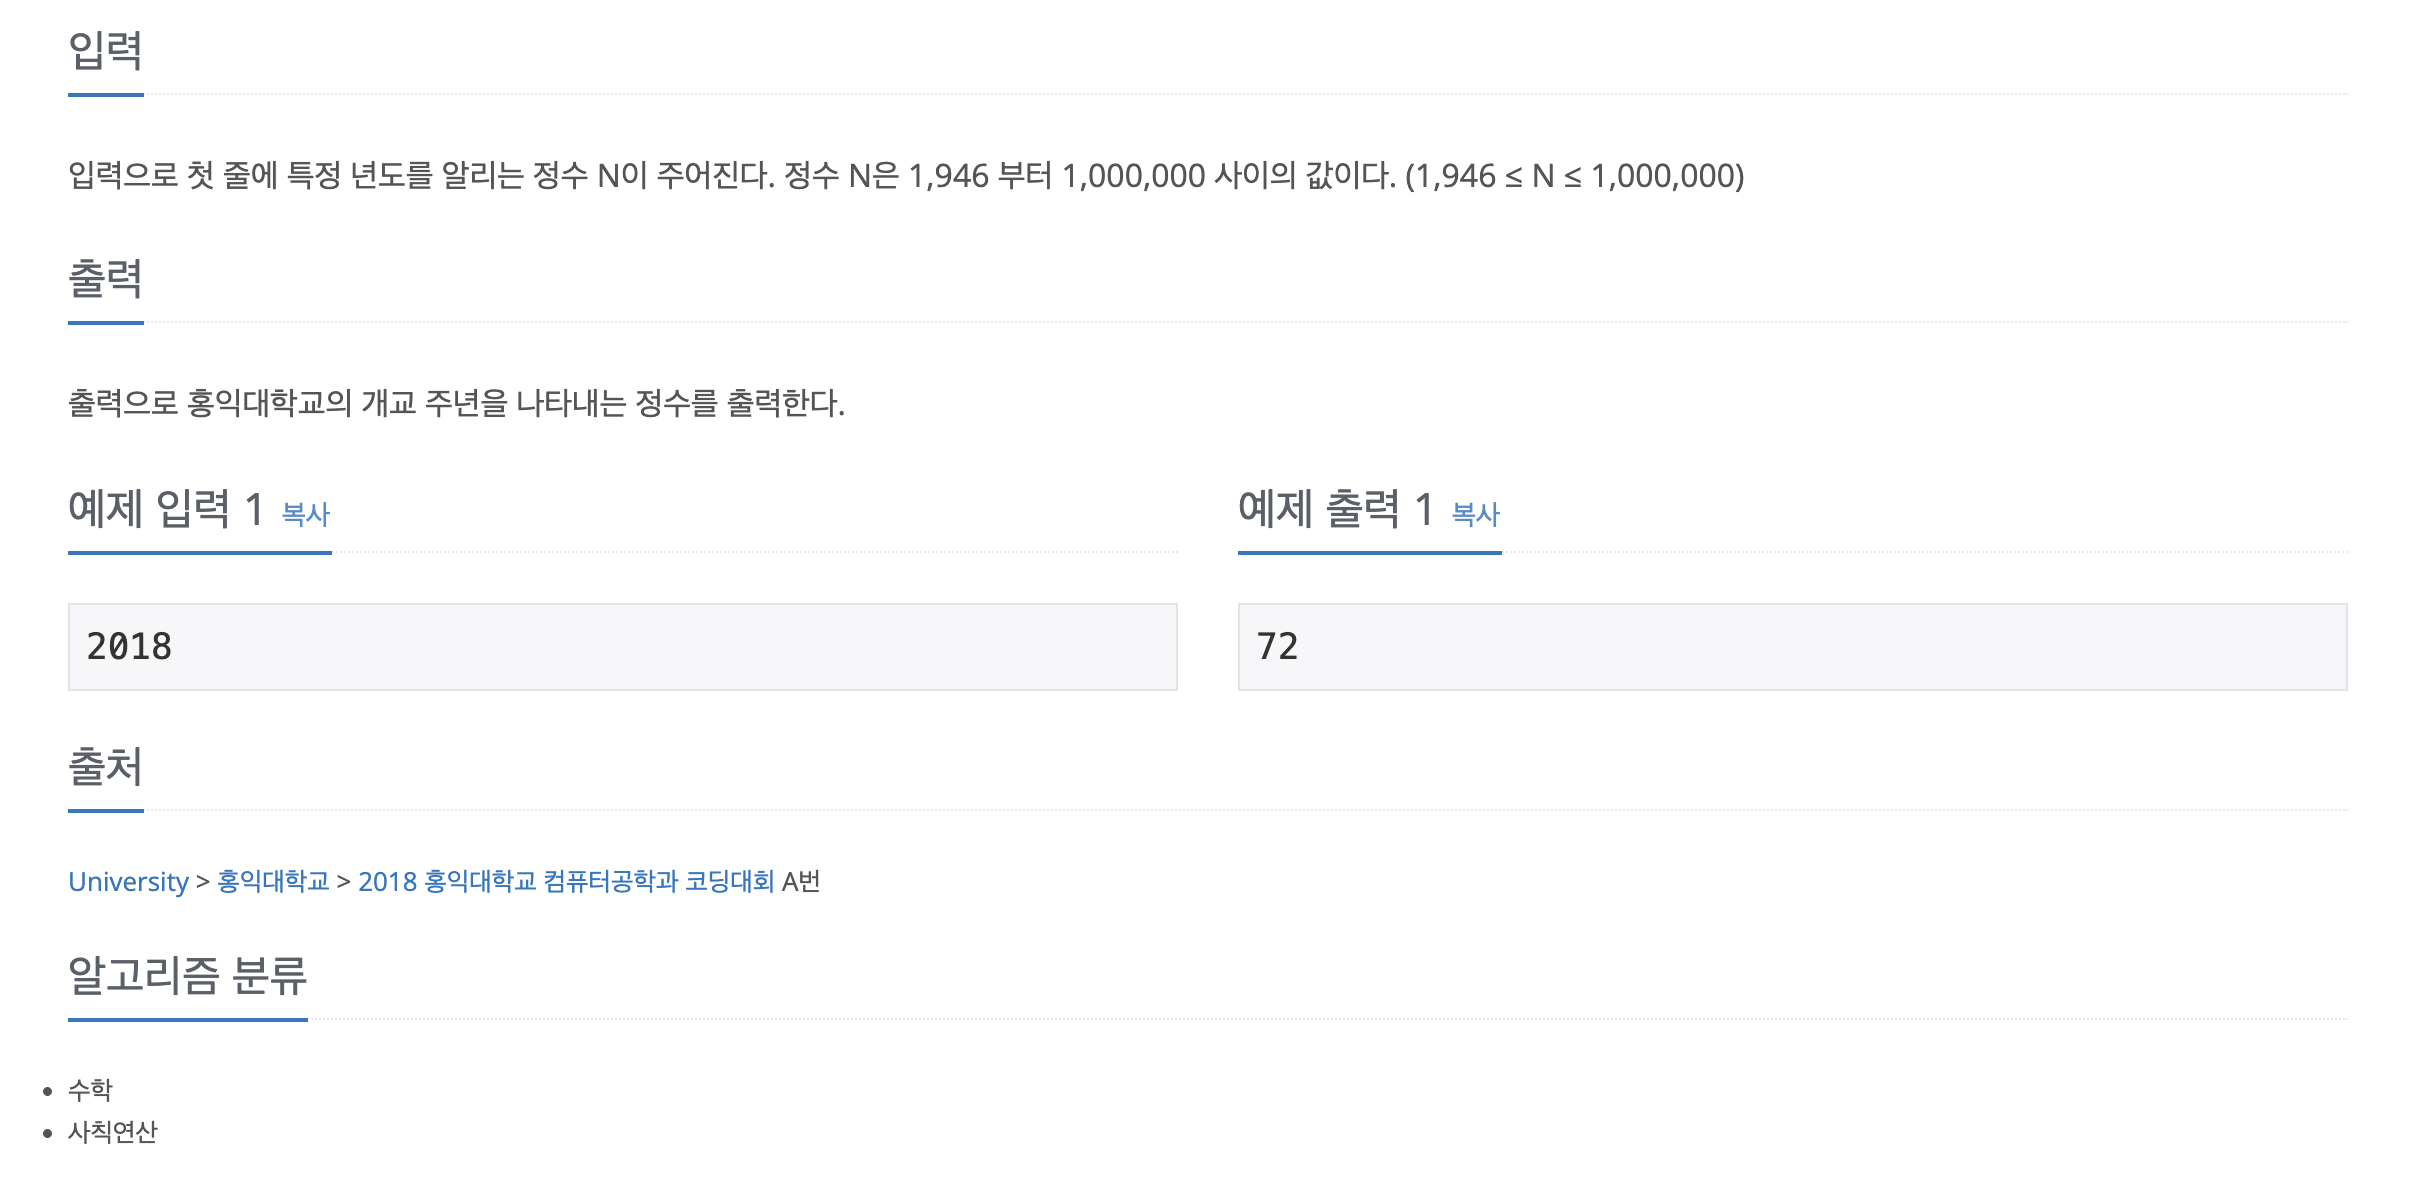 입력
입력으로 첫 줄에 특정 년도를 알리는 정수 N이 주어진다. 정수 N은 1,946 부터 1,000,000 사이의 값이다. (1,946 ≤ N ≤ 1,000,000)
출력
출력으로 홍익대학교의 개교 주년을 나타내는 정수를 출력한다.
예제 입력 1 복사
2018
예제 출력 1 복사
72
출처
University > 홍익대학교 > 2018 홍익대학교 컴퓨터공학과 코딩대회 A번
알고리즘 분류
• 수학
• 사칙연산